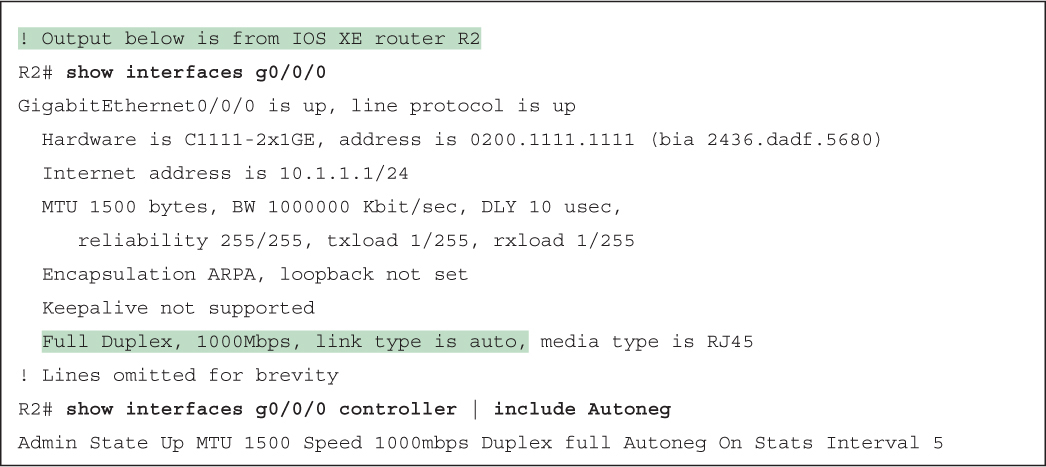 ! Output below is from IOS XE router R2
R2# show interfaces g0/0/0
GigabitEthernet0/0/0 is up, line protocol is up
Hardware is C1111-2x1GE, address is 0200.1111.1111 (bia 2436.dadf.5680)
Internet address is 10.1.1.1/24
MTU 1500 bytes, BW 1000000 Kbit/sec, DLY 10 usec,
reliability 255/255, txload 1/255, rxload 1/255
Encapsulation ARPA, loopback not set
Keepalive not supported
Full Duplex, 1000Mbps, link type is auto, media type is RJ45
! Lines omitted for brevity
R2# show interfaces g0/0/0 controller | include Autoneg
Admin State Up MTU 1500 Speed 1000mbps Duplex full Autoneg On Stats Interval 5